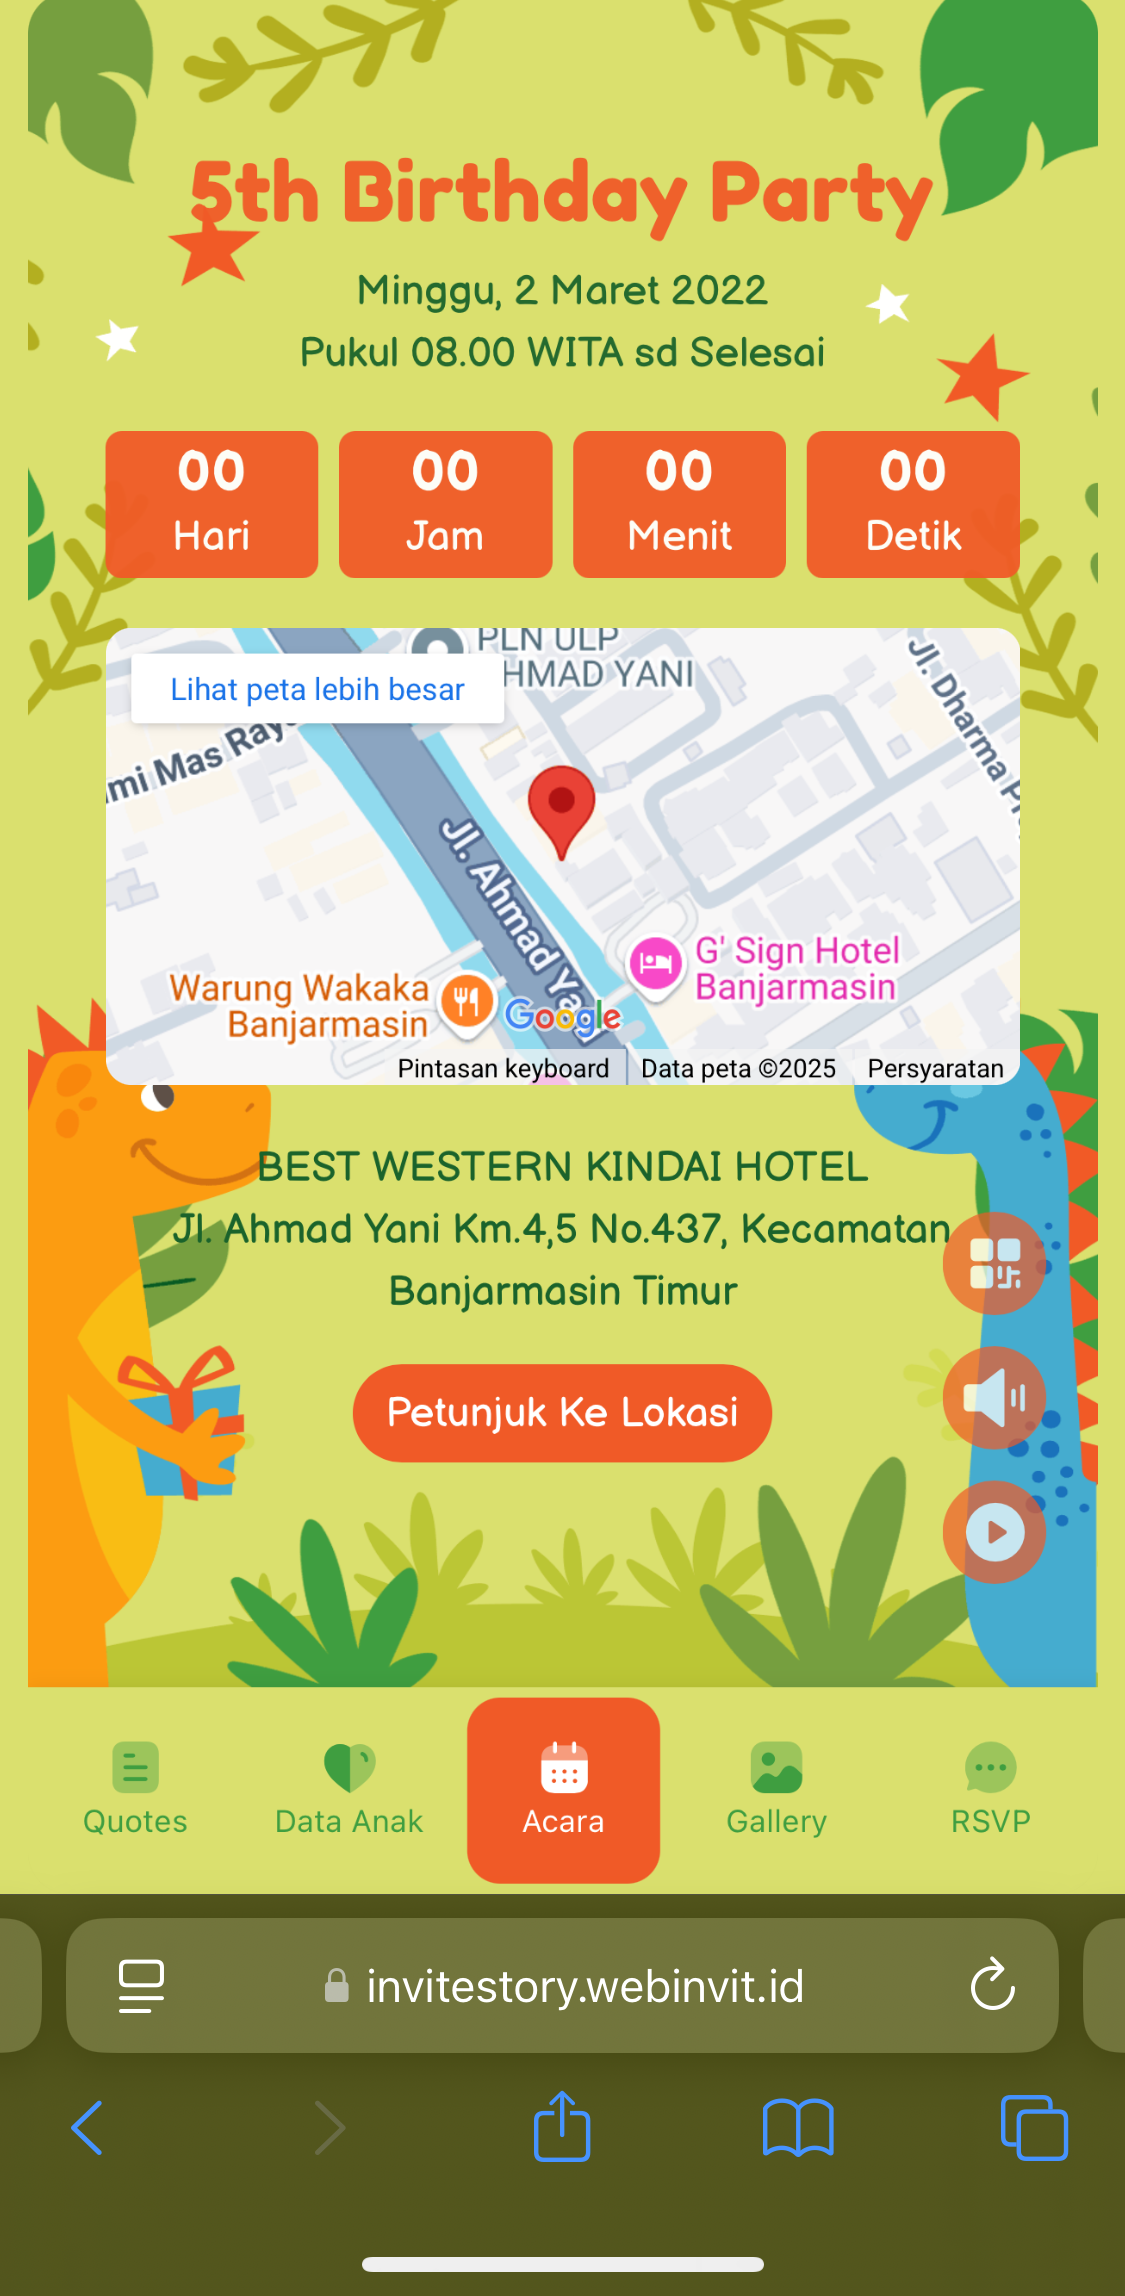 5th Birthday Party
Minggu, 2 Maret 2022
Pukul 08.00 WITA sd Selesai
00 00 00 00
Hari Jam Menit Detik
PLN ULP
HMAD YANI
Lihat peta lebih besar
Jl. Dharma
mi Mas Raya
Jl. Ahmad Ya
G' Sign Hotel
Banjarmasin
Warung Wakaka
Banjarmasin
Google
Pintasan keyboard Data peta ©2025 Persyaratan
BEST WESTERN KINDAI HOTEL
Jl. Ahmad Yani Km.4,5 No.437, Kecamatan
Banjarmasin Timur
Petunjuk Ke Lokasi
Quotes Data Anak Acara Gallery RSVP
invitestory.webinvit.id